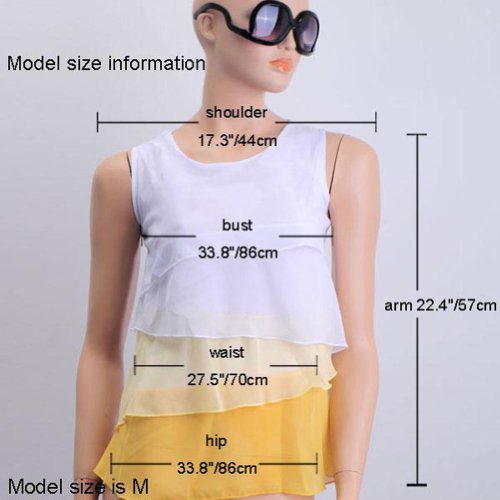 Model size information
shoulder
17.3"/44cm
bust
33.8"/86cm
arm 22.4"/57cm
waist
27.5"/70cm
hip
33.8"/86cm
Model size is M